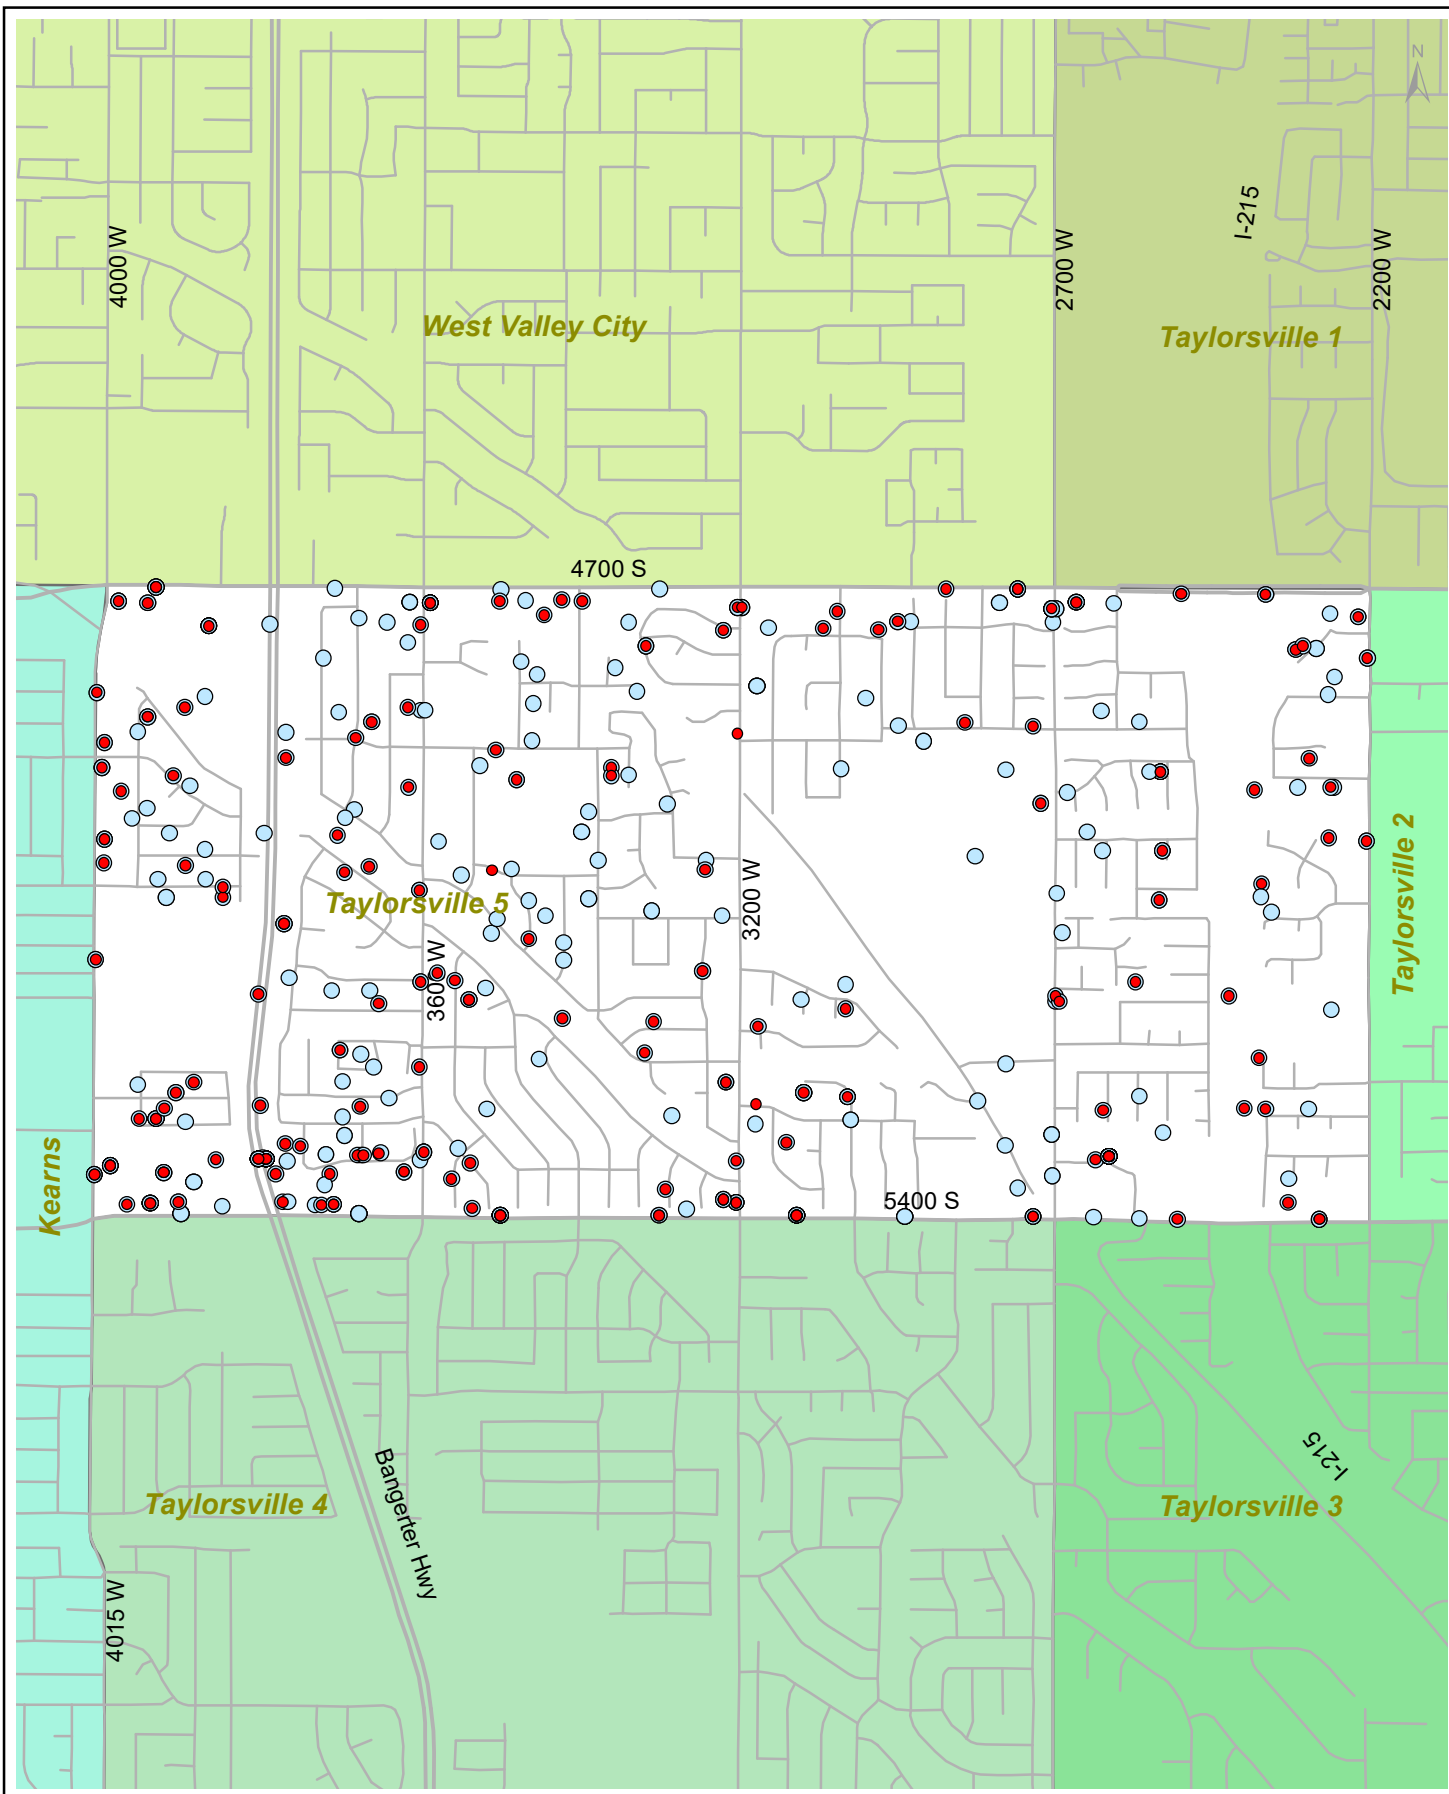 N
I-215
4000 W
2700 W
2200 W
West Valley City
Taylorsville 1
4700 S
Taylorsville 2
3200 W
Taylorsville 5
3600 W
Kearns
5400 S
I-215
Taylorsville 4
Taylorsville 3
Bangerter Hwy
4015 W